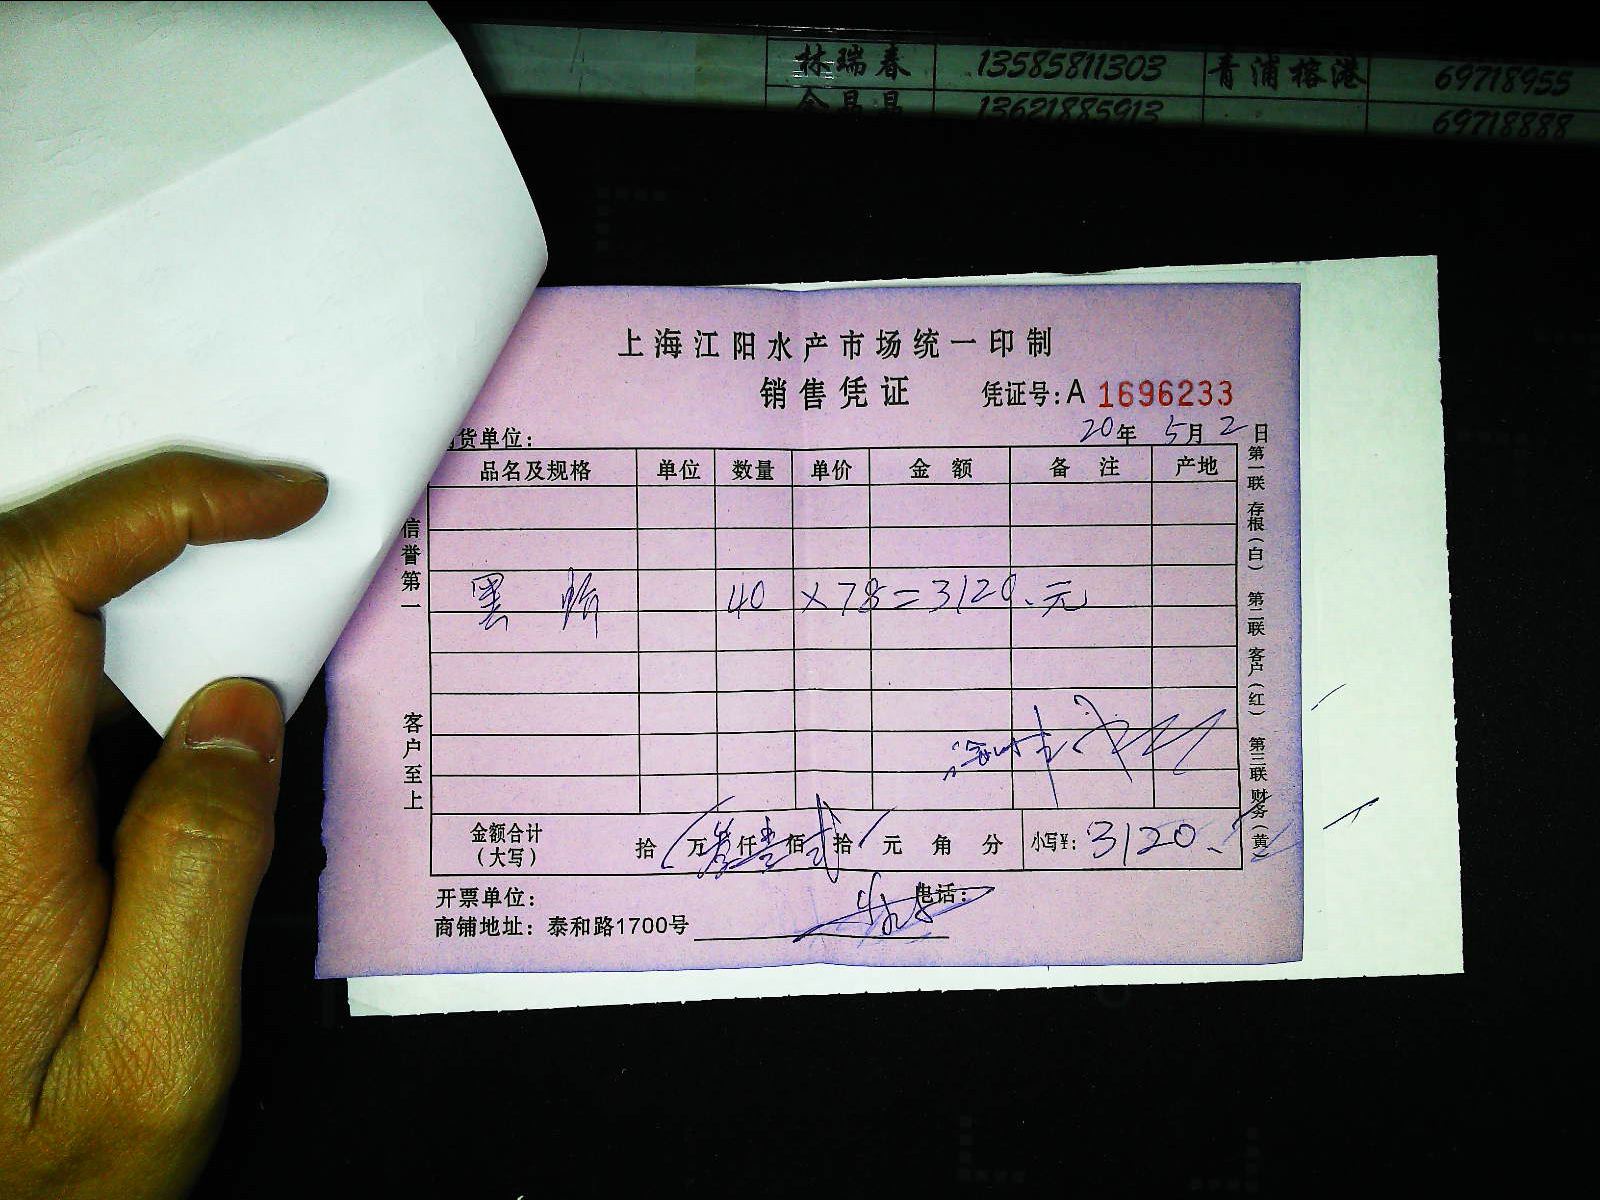 林瑞春 13585811303 青浦榕港 69718955
13621885913 69718888
上海江阳水产市场统一印制
销售凭证 凭证号:A 1696233
货单位: 20年 5月 2日
品名及规格 单位 数量 单价 金额 备注 产地
40 ×78=3120.元
信誉第一
客户至上
第一联 存根(白) 第二联 客户(红) 第三联 财务(黄)
金额合计(大写) 拾 万 叁 仟 壹 佰 贰 拾 元 角 分 小写¥: 3120.
开票单位: 电话:
商铺地址: 泰和路1700号